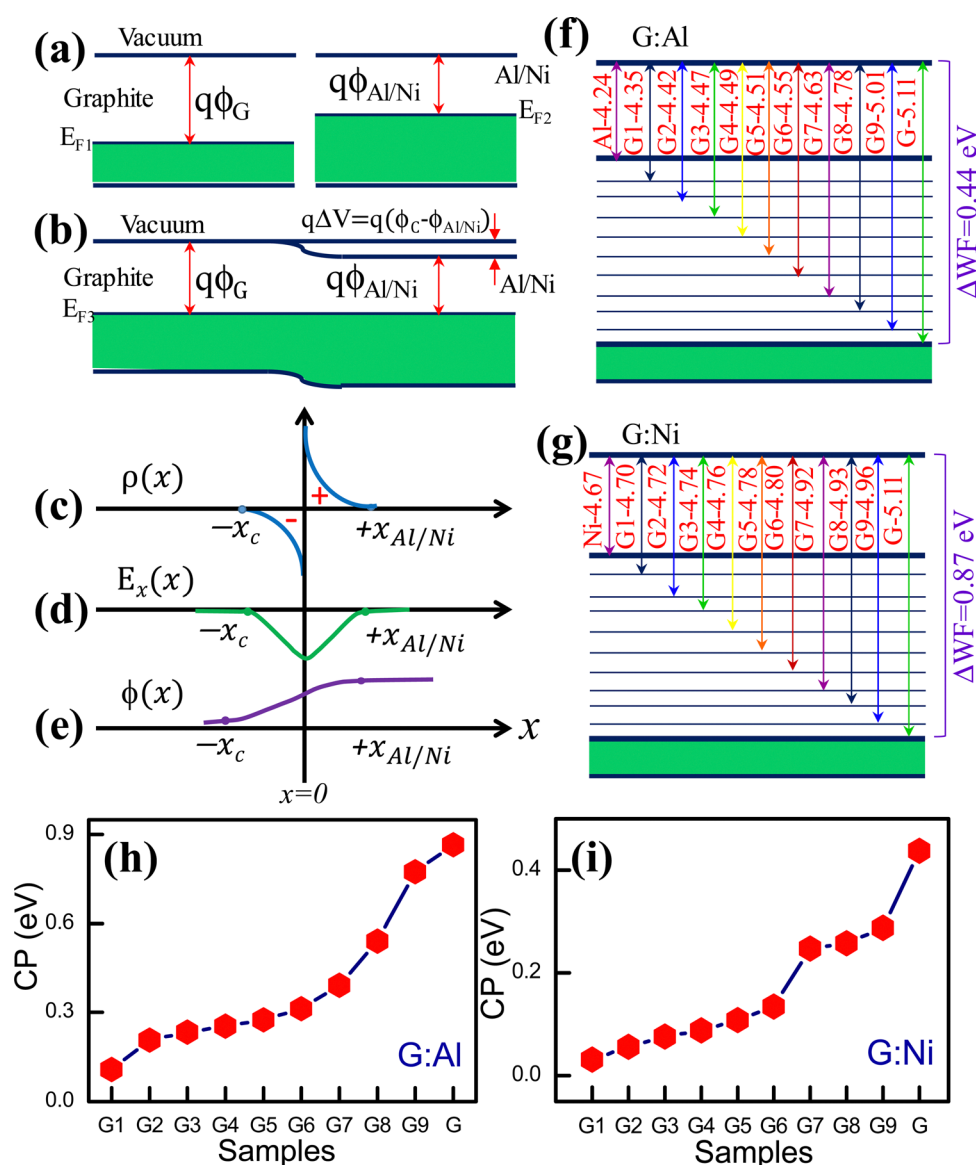 (a)
Vacuum
Graphite
qϕG
EF1
Al/Ni
qϕAl/Ni
EF2
(b)
Vacuum
qΔV=q(ϕC-ϕAl/Ni)
Graphite
qϕG
qϕAl/Ni
Al/Ni
EF3
(c)
ρ(x)
+
-
−xc
+xAl/Ni
(d)
Ex(x)
−xc
+xAl/Ni
(e)
ϕ(x)
−xc
+xAl/Ni
x
x=0
(f)
G:Al
Al-4.24
G1-4.35
G2-4.42
G3-4.47
G4-4.49
G5-4.51
G6-4.55
G7-4.63
G8-4.78
G9-5.01
G-5.11
ΔWF=0.44 eV
(g)
G:Ni
Ni-4.67
G1-4.70
G2-4.72
G3-4.74
G4-4.76
G5-4.78
G6-4.80
G7-4.92
G8-4.93
G9-4.96
G-5.11
ΔWF=0.87 eV
(h)
CP (eV)
0.9
0.6
0.3
0.0
G:Al
G1 G2 G3 G4 G5 G6 G7 G8 G9 G
Samples
(i)
CP (eV)
0.4
0.2
0.0
G:Ni
G1 G2 G3 G4 G5 G6 G7 G8 G9 G
Samples